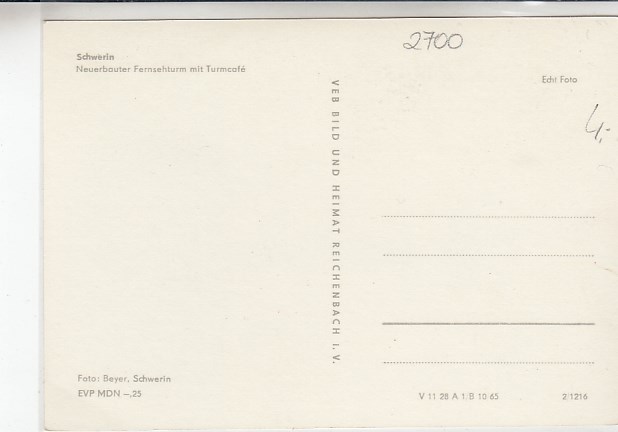 2700
Schwerin
Neuerbauter Fernsehturm mit Turmcafé
Echt Foto
4,-
VEB BILD UND HEIMAT REICHENBACH I. V.
Foto: Beyer, Schwerin
EVP MDN —,25
V 11 28 A 1/B 10 65
2/1216